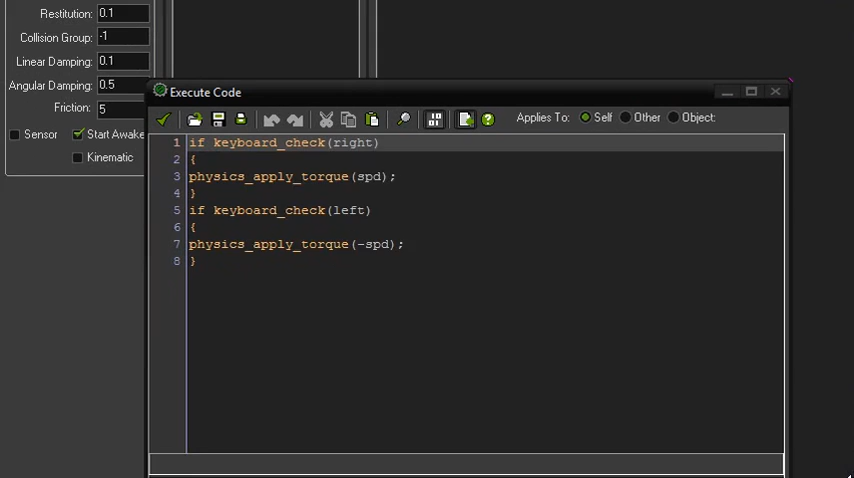 Restitution: 0.1
Collision Group: -1
Linear Damping: 0.1
Angular Damping: 0.5
Friction: 5
Sensor Start Awake
Kinematic
Execute Code
Applies To: Self Other Object:
1 if keyboard_check(right)
2 {
3 physics_apply_torque(spd);
4 }
5 if keyboard_check(left)
6 {
7 physics_apply_torque(-spd);
8 }